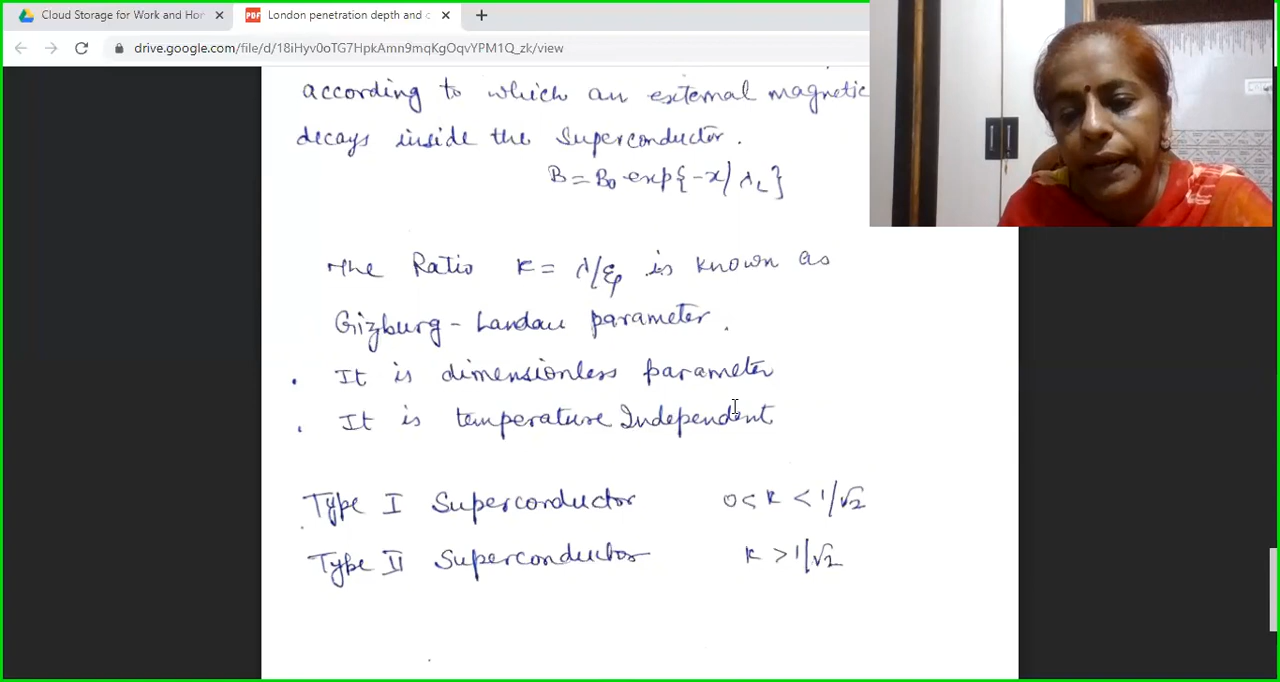 Cloud Storage for Work and Hor
PDF London penetration depth and c
drive.google.com/file/d/18iHyv0oTG7HpkAmn9mqKgOqvYPM1Q_zk/view
according to which an external magnetic
decays inside the Superconductor.
B = B₀ exp{-x/λL}
The Ratio K = λ/ξ is known as
Gizburg - Landau parameter.
. It is dimensionless parameter
. It is temperature Independent
Type I Superconductor 0 < K < 1/√2
Type II Superconductor K > 1/√2